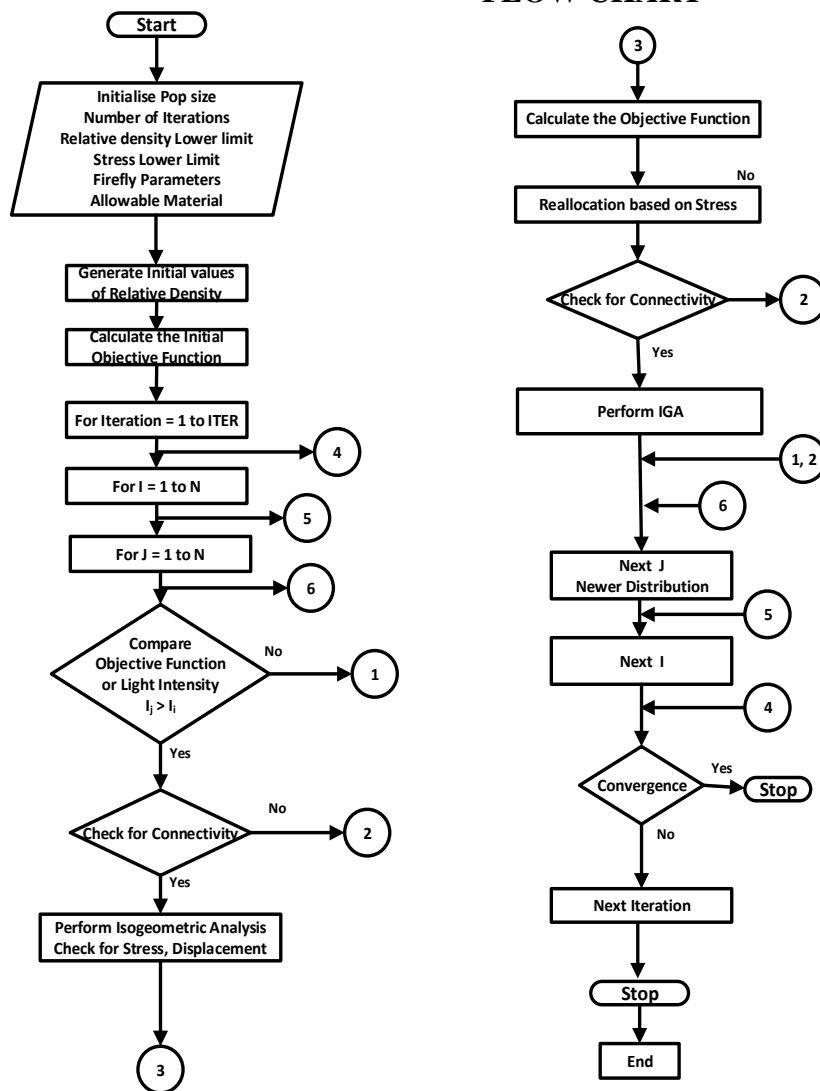 FLOW CHART
Start
Initialise Pop size
Number of Iterations
Relative density Lower limit
Stress Lower Limit
Firefly Parameters
Allowable Material
Generate Initial values
of Relative Density
Calculate the Initial
Objective Function
For Iteration = 1 to ITER
4
For I = 1 to N
5
For J = 1 to N
6
Compare
Objective Function
or Light Intensity
Ij > Ii
No
1
Yes
Check for Connectivity
No
2
Yes
Perform Isogeometric Analysis
Check for Stress, Displacement
3
3
Calculate the Objective Function
No
Reallocation based on Stress
Check for Connectivity
2
Yes
Perform IGA
1, 2
6
Next J
Newer Distribution
5
Next I
4
Convergence
Yes
Stop
No
Next Iteration
Stop
End